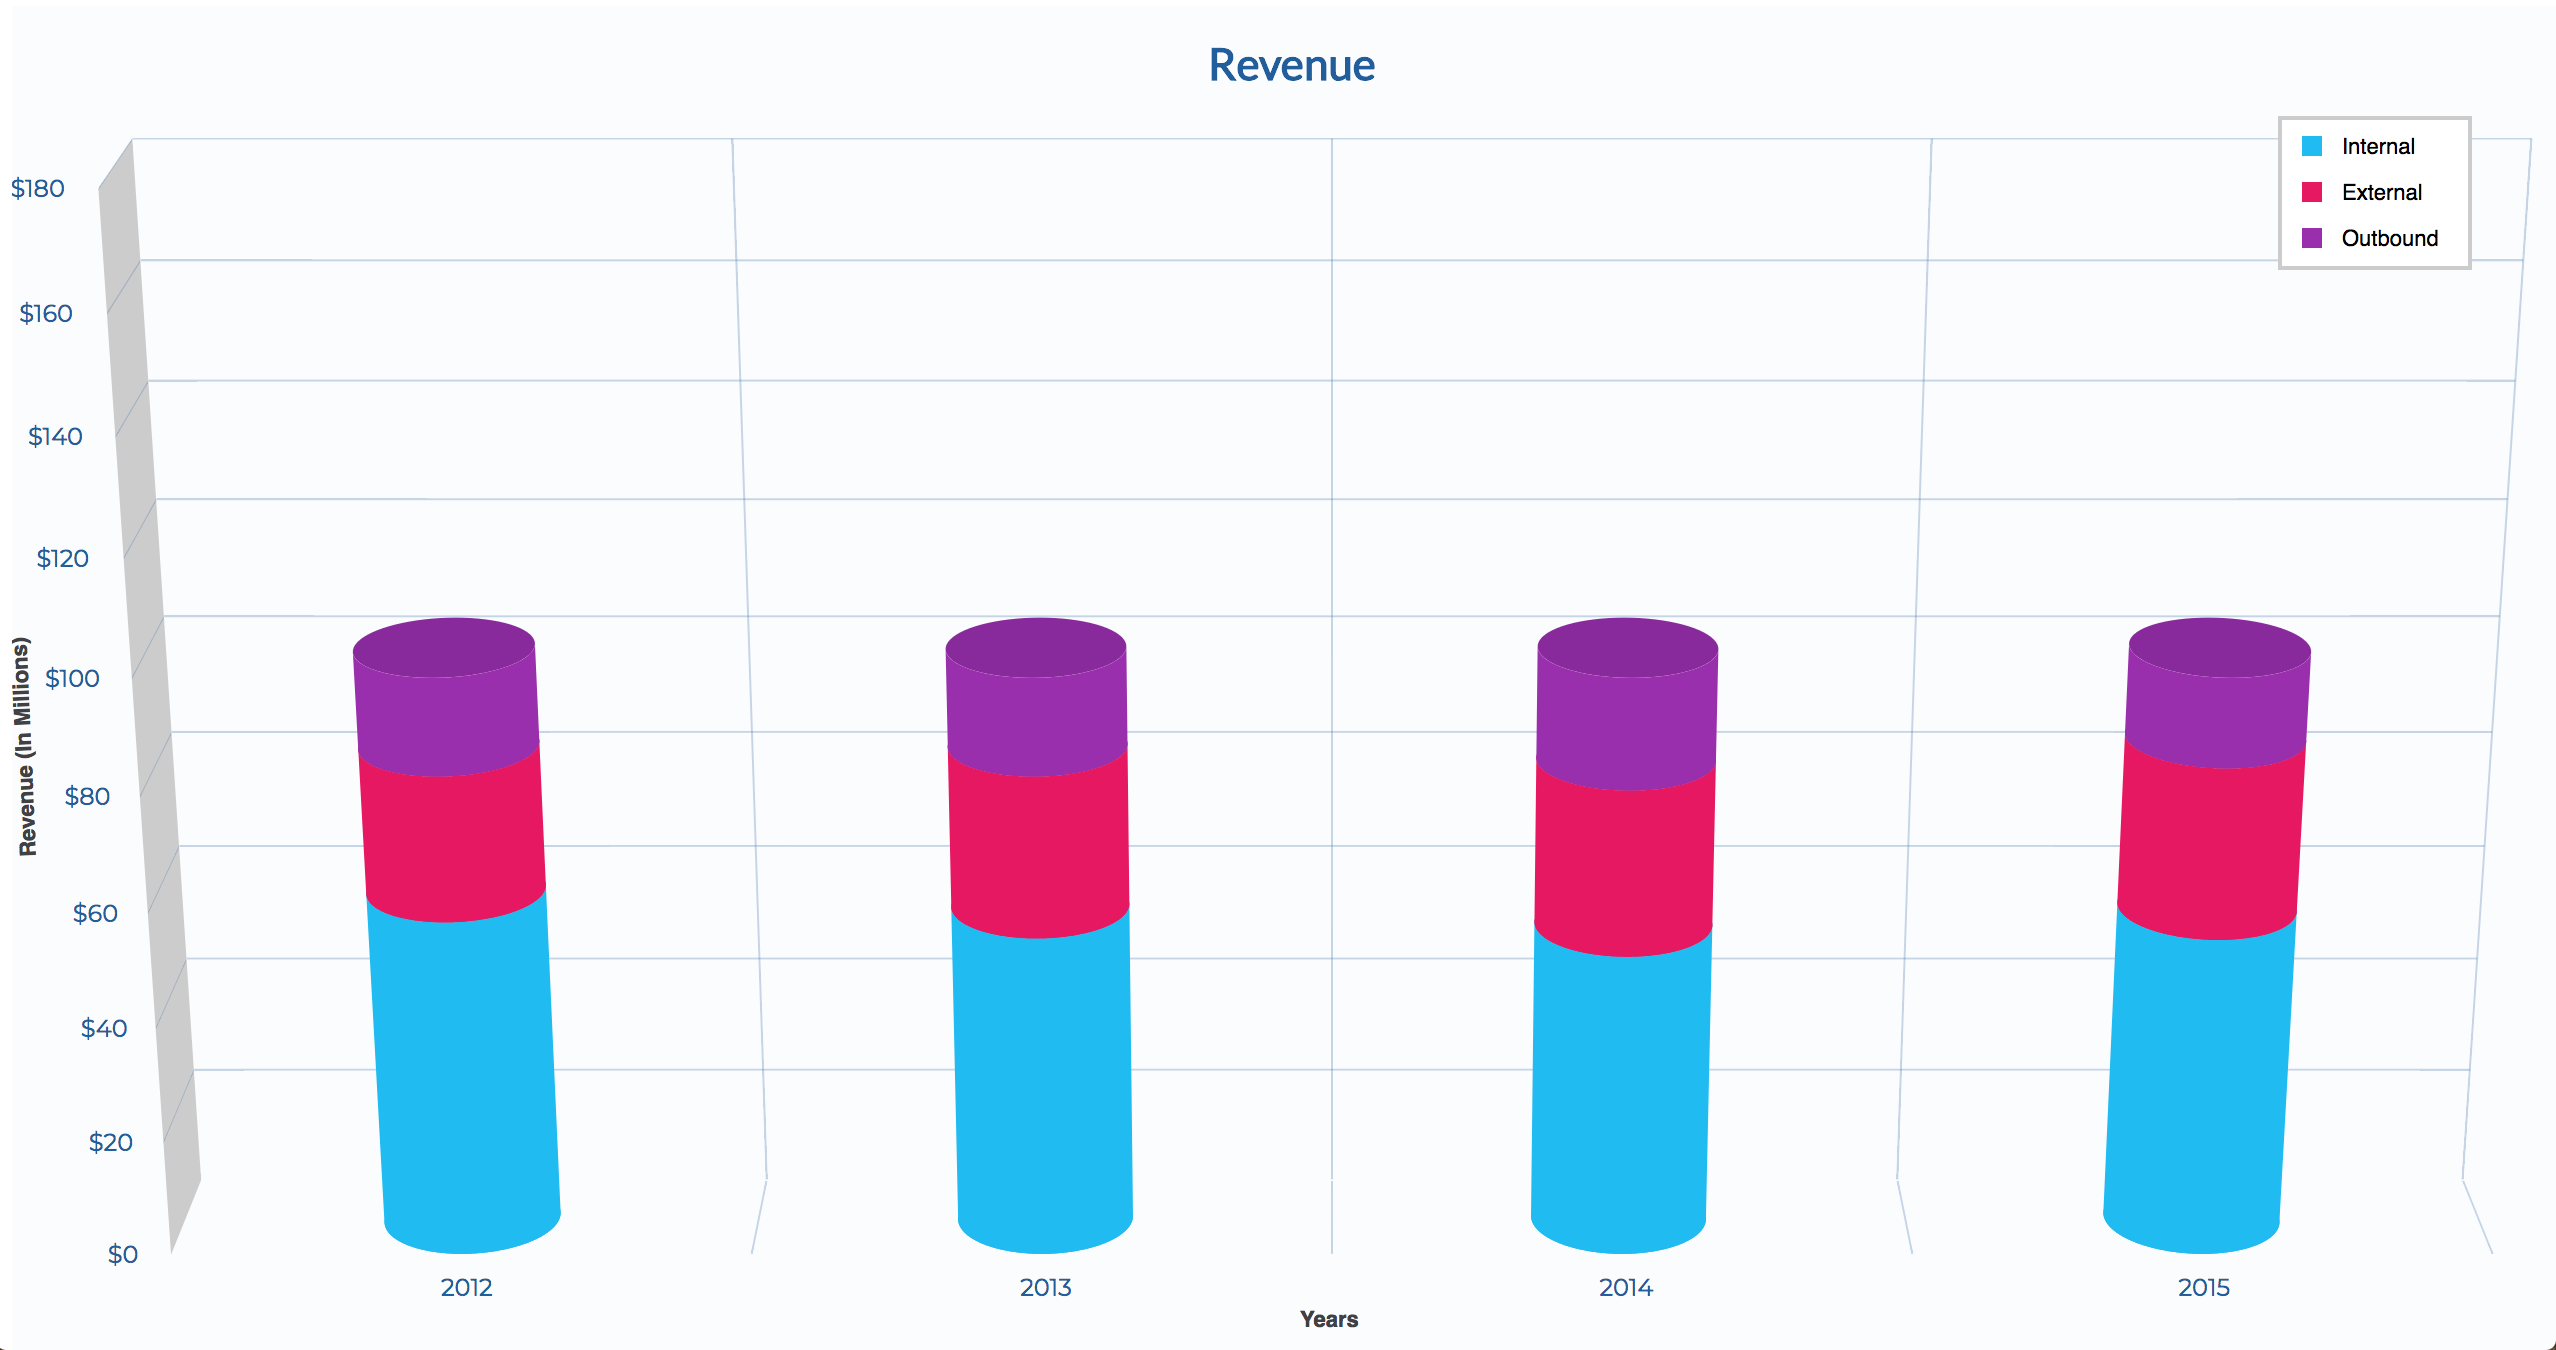 Revenue
Internal
External
Outbound
$180
$160
$140
$120
$100
$80
$60
$40
$20
$0
Revenue (In Millions)
2012
2013
2014
2015
Years